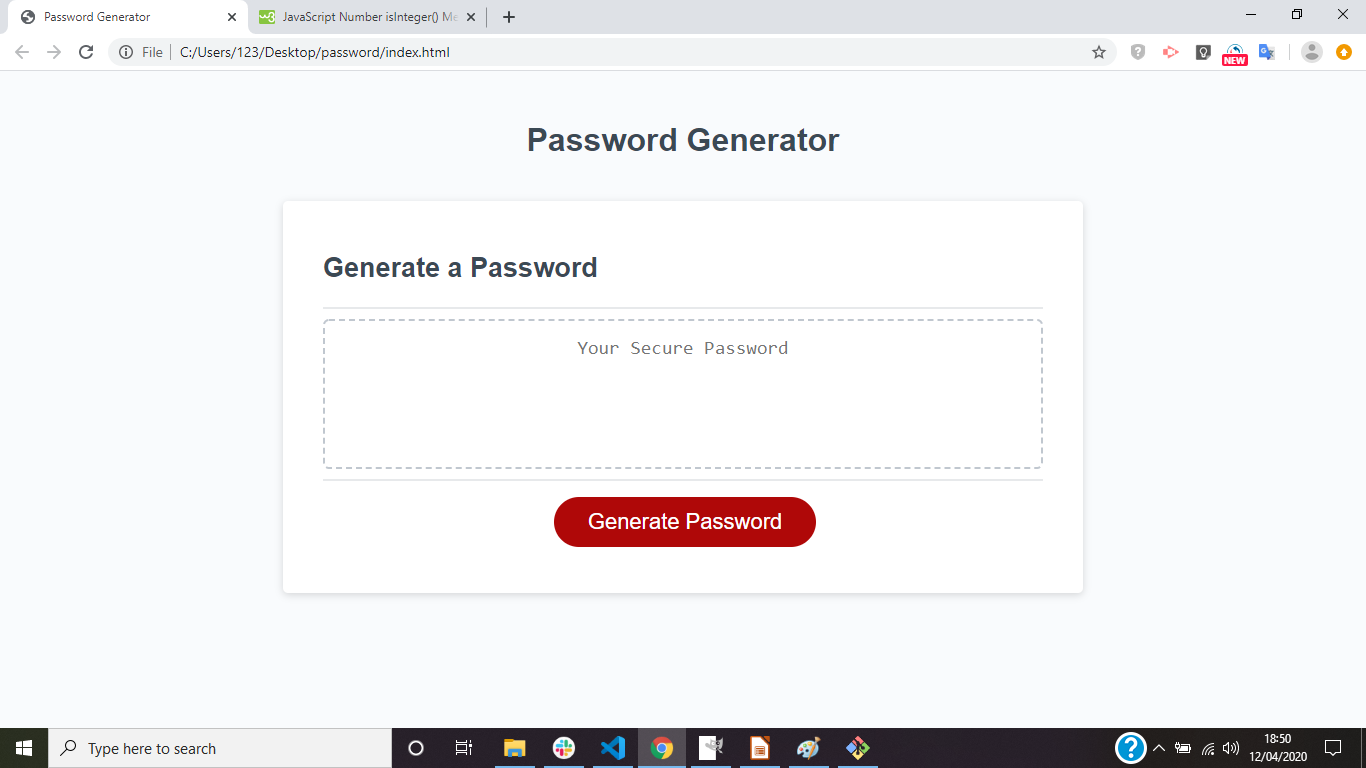 Password Generator
JavaScript Number isInteger() Me
File
C:/Users/123/Desktop/password/index.html
NEW
Password Generator
Generate a Password
Your Secure Password
Generate Password
Type here to search
18:50
12/04/2020